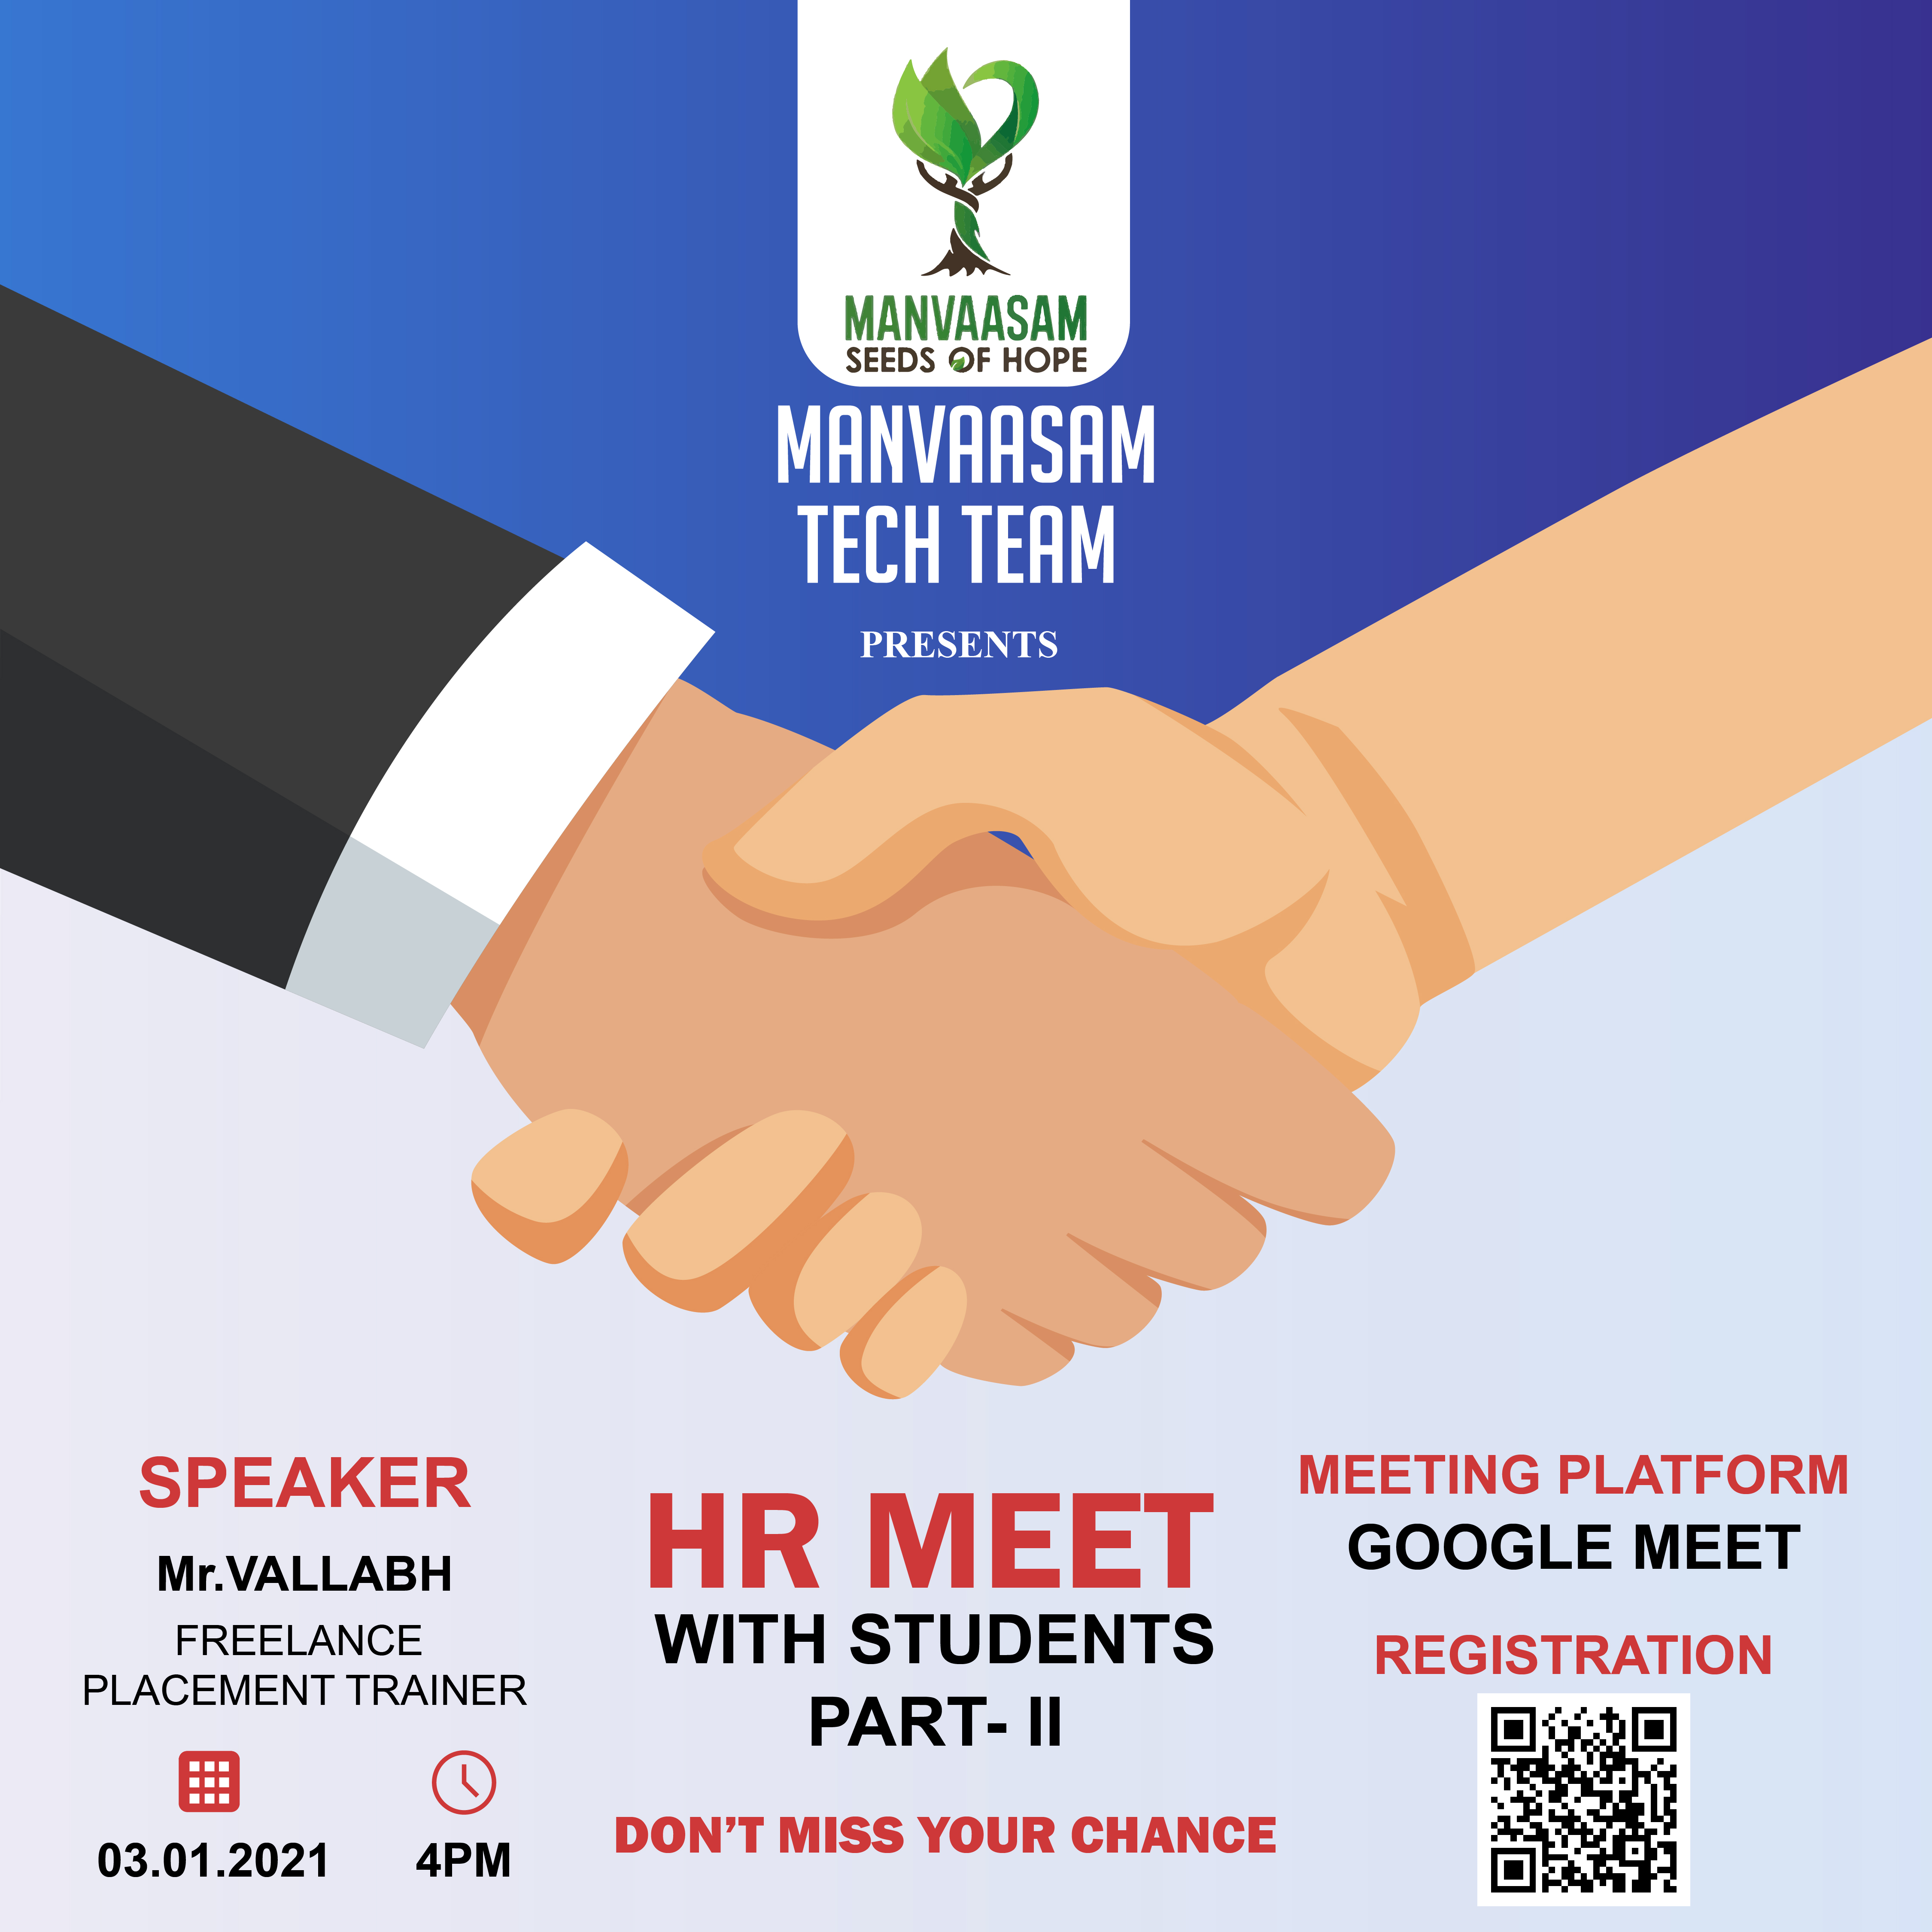 MANVAASAM
SEEDS OF HOPE
MANVAASAM
TECH TEAM
PRESENTS
SPEAKER
Mr.VALLABH
FREELANCE
PLACEMENT TRAINER
03.01.2021
4PM
HR MEET
WITH STUDENTS
PART- II
DON'T MISS YOUR CHANCE
MEETING PLATFORM
GOOGLE MEET
REGISTRATION